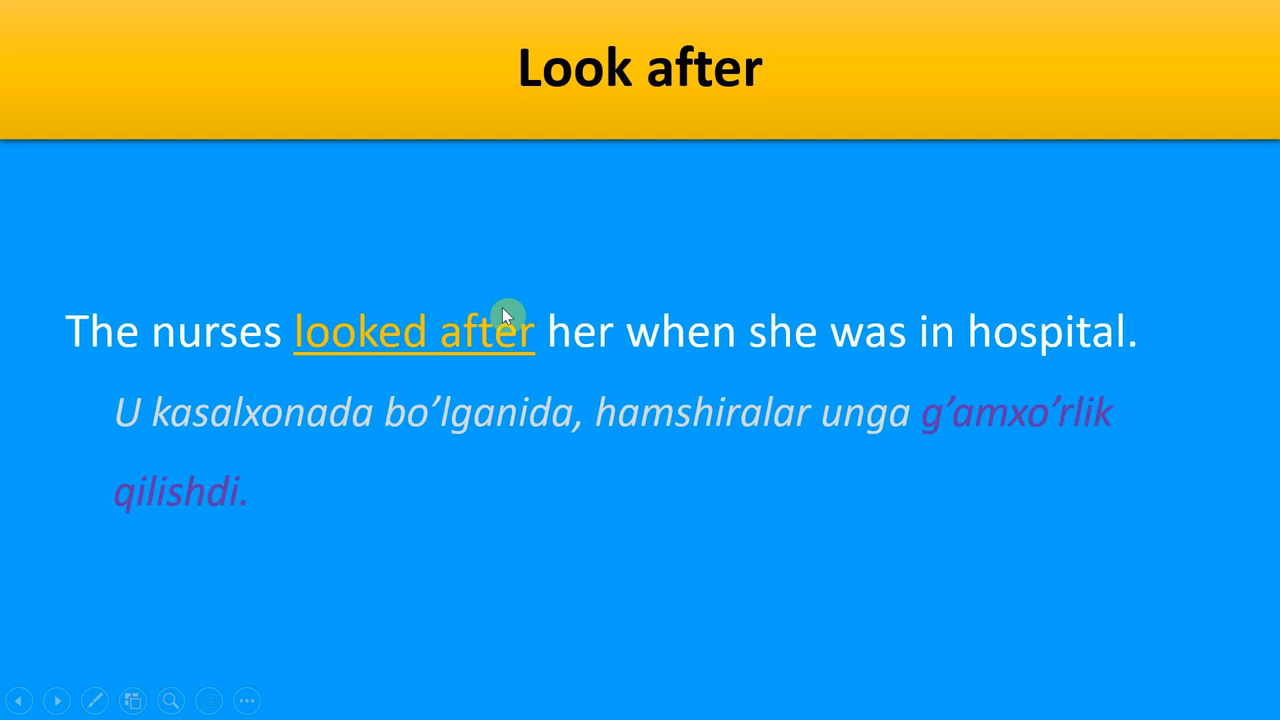 Look after
The nurses looked after her when she was in hospital.
U kasalxonada bo’lganida, hamshiralar unga g’amxo’rlik
qilishdi.